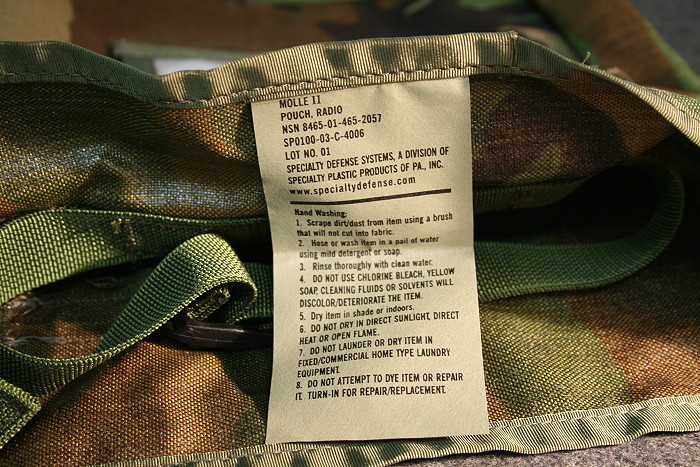 MOLLE II
POUCH, RADIO
NSN 8465-01-465-2057
SP0100-03-C-4006
LOT NO. 01
SPECIALTY DEFENSE SYSTEMS, A DIVISION OF
SPECIALTY PLASTIC PRODUCTS OF PA., INC.
www.specialtydefense.com
Hand Washing:
1. Scrape dirt/dust from item using a brush
that will not cut into fabric.
2. Hose or wash item in a pail of water
using mild detergent or soap.
3. Rinse thoroughly with clean water.
4. DO NOT USE CHLORINE BLEACH, YELLOW
SOAP, CLEANING FLUIDS OR SOLVENTS WILL
DISCOLOR/DETERIORATE THE ITEM.
5. Dry item in shade or indoors.
6. DO NOT DRY IN DIRECT SUNLIGHT, DIRECT
HEAT OR OPEN FLAME.
7. DO NOT LAUNDER OR DRY ITEM IN
FIXED/COMMERCIAL HOME TYPE LAUNDRY
EQUIPMENT.
8. DO NOT ATTEMPT TO DYE ITEM OR REPAIR
IT. TURN-IN FOR REPAIR/REPLACEMENT.